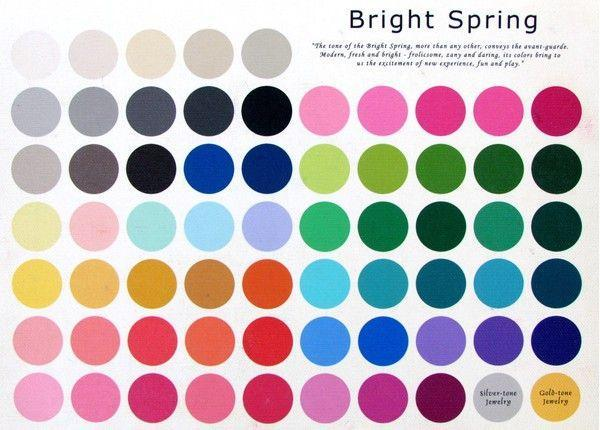 Bright Spring
"The tone of the Bright Spring, more than any other, conveys the avant-guarde.
Modern, fresh and bright - frolicsome, zany and daring, its colors bring to
us the excitement of new experience, fun and play."
Silver-tone
Jewelry
Gold-tone
Jewelry